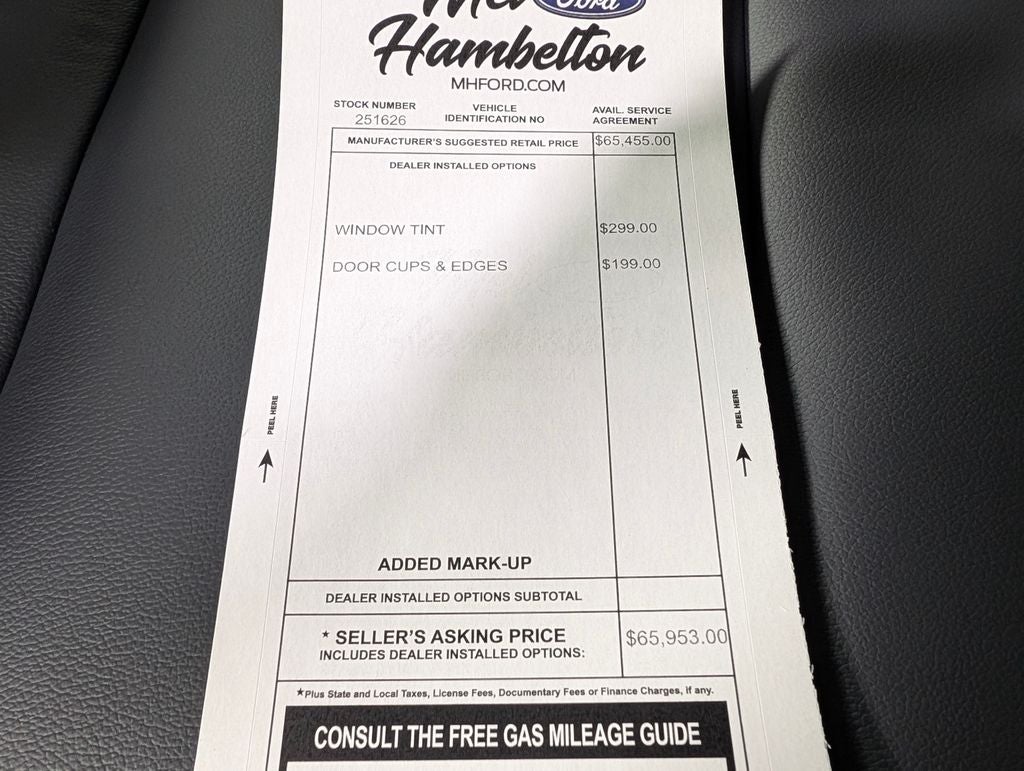 Mel Ford
Hambelton
MHFORD.COM
STOCK NUMBER
251626
VEHICLE
IDENTIFICATION NO
AVAIL. SERVICE
AGREEMENT
MANUFACTURER'S SUGGESTED RETAIL PRICE $65,455.00
DEALER INSTALLED OPTIONS
WINDOW TINT $299.00
DOOR CUPS & EDGES $199.00
PEEL HERE
PEEL HERE
ADDED MARK-UP
DEALER INSTALLED OPTIONS SUBTOTAL
* SELLER'S ASKING PRICE $65,953.00
INCLUDES DEALER INSTALLED OPTIONS:
*Plus State and Local Taxes, License Fees, Documentary Fees or Finance Charges, if any.
CONSULT THE FREE GAS MILEAGE GUIDE